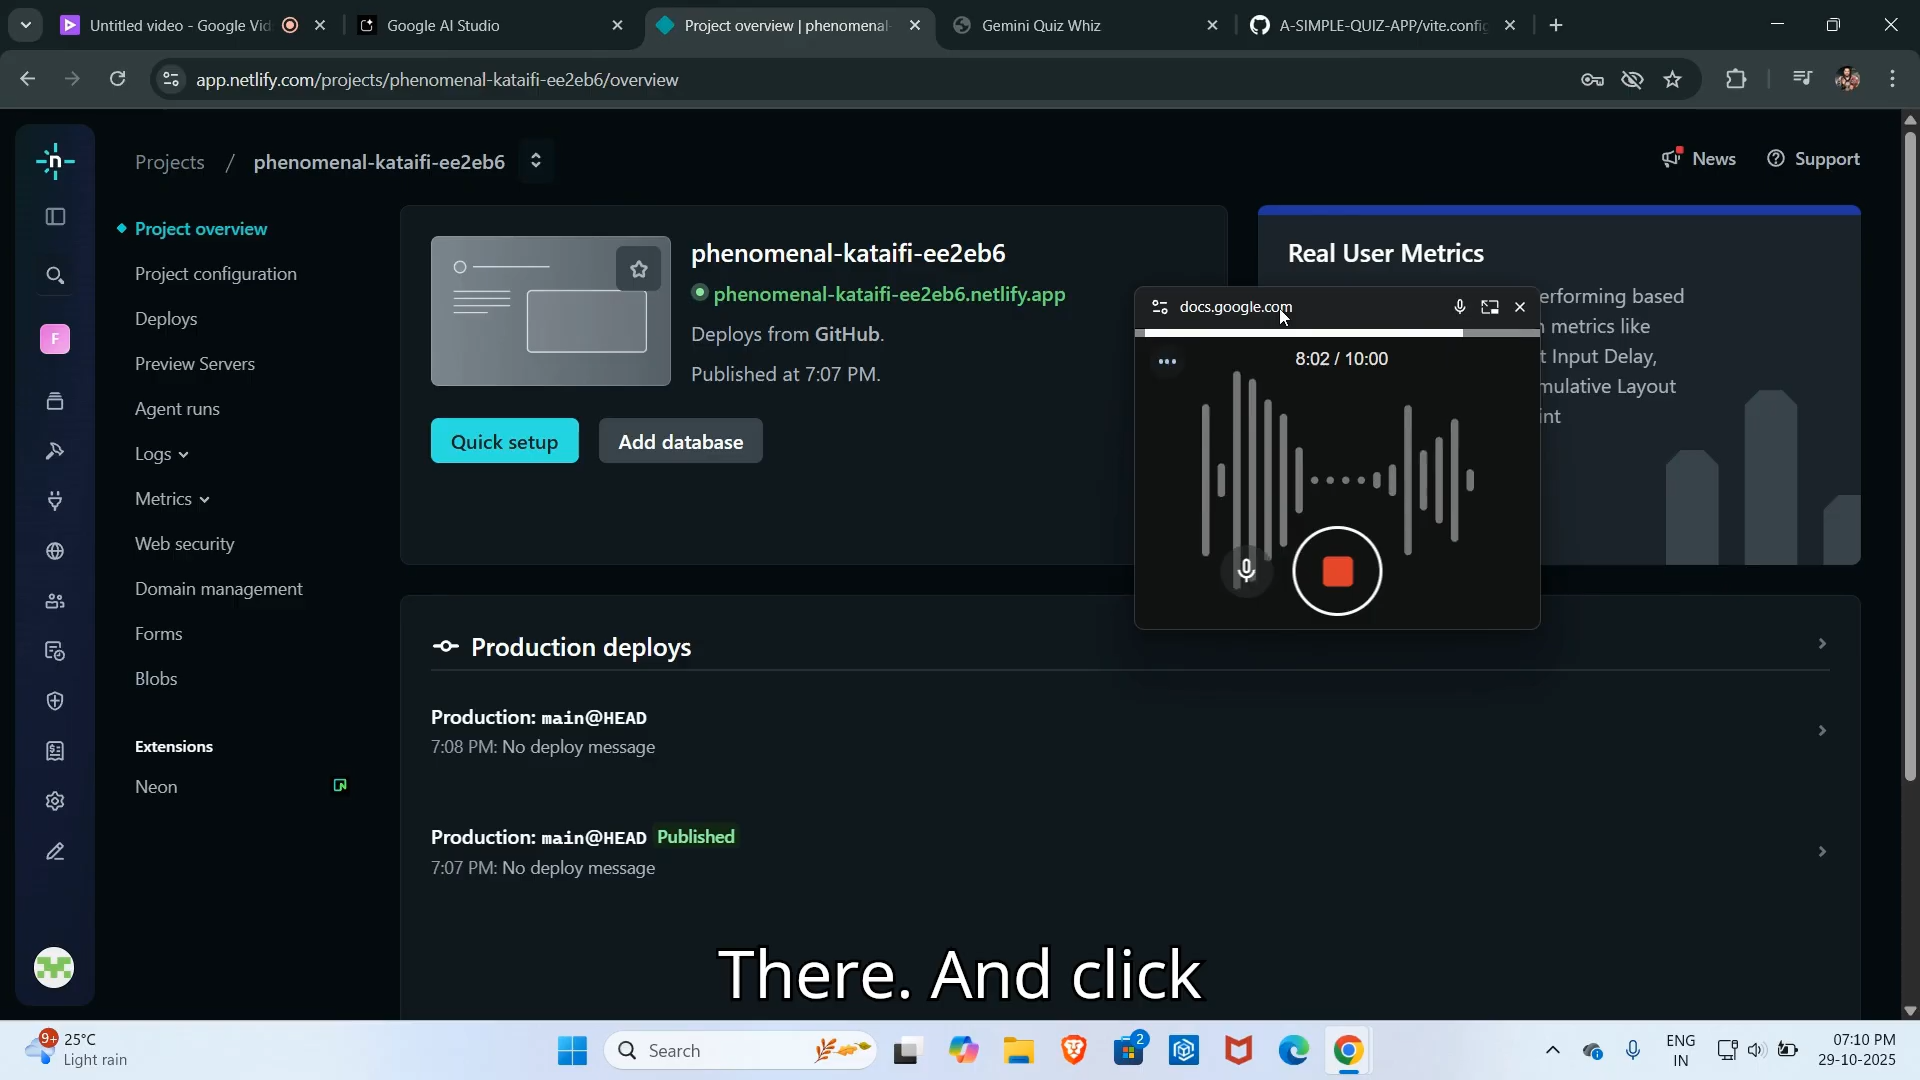 Untitled video - Google Vid
Google AI Studio
Project overview | phenomenal-
Gemini Quiz Whiz
A-SIMPLE-QUIZ-APP/vite.config
app.netlify.com/projects/phenomenal-kataifi-ee2eb6/overview
Projects / phenomenal-kataifi-ee2eb6
News
Support
Project overview
Project configuration
Deploys
Preview Servers
Agent runs
Logs
Metrics
Web security
Domain management
Forms
Blobs
Extensions
Neon
F
phenomenal-kataifi-ee2eb6
phenomenal-kataifi-ee2eb6.netlify.app
Deploys from GitHub.
Published at 7:07 PM.
Quick setup
Add database
Real User Metrics
erforming based
metrics like
t Input Delay,
mulative Layout
int
docs.google.com
8:02 / 10:00
Production deploys
Production: main@HEAD
7:08 PM: No deploy message
Production: main@HEAD Published
7:07 PM: No deploy message
There. And click
9+
25°C
Light rain
Search
2
ENG
IN
07:10 PM
29-10-2025